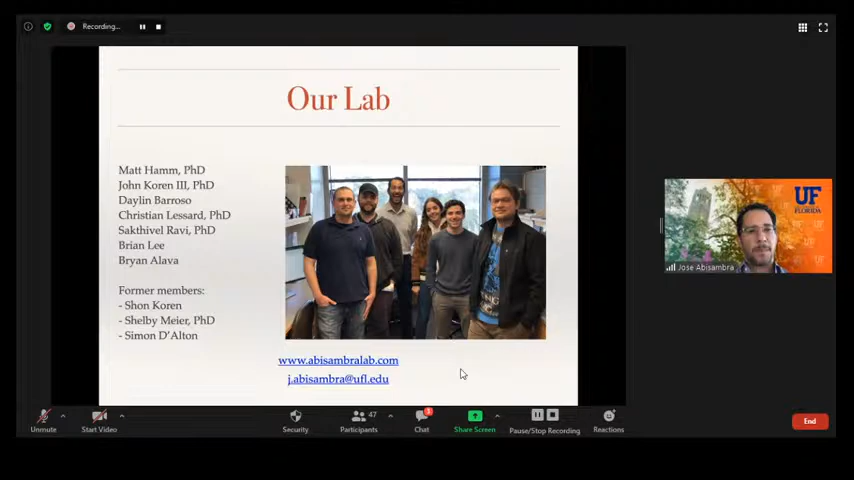 Recording...
Our Lab
Matt Hamm, PhD
John Koren III, PhD
Daylin Barroso
Christian Lessard, PhD
Sakthivel Ravi, PhD
Brian Lee
Bryan Alava
Former members:
- Shon Koren
- Shelby Meier, PhD
- Simon D'Alton
www.abisambralab.com
j.abisambra@ufl.edu
UF
FLORIDA
Jose Abisambra
Unmute
Start Video
Security
Participants
47
Chat
Share Screen
Pause/Stop Recording
Reactions
End